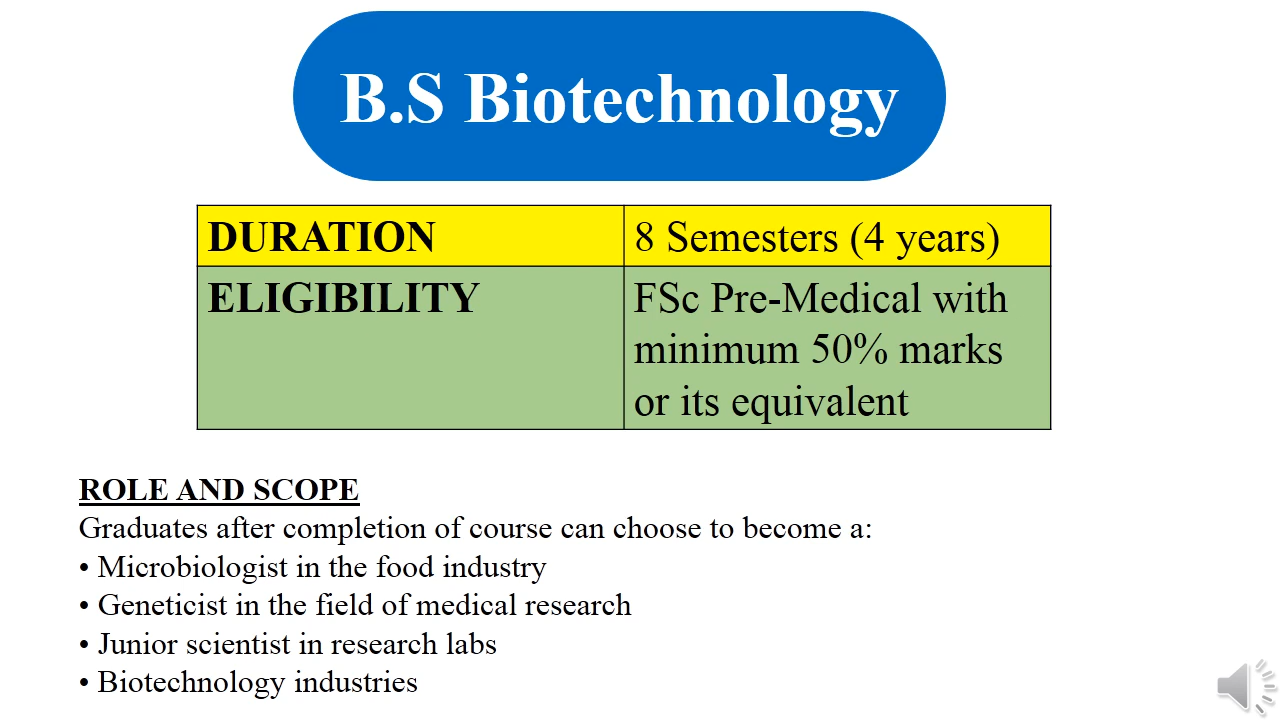 B.S Biotechnology
DURATION 8 Semesters (4 years)
ELIGIBILITY FSc Pre-Medical with
minimum 50% marks
or its equivalent
ROLE AND SCOPE
Graduates after completion of course can choose to become a:
• Microbiologist in the food industry
• Geneticist in the field of medical research
• Junior scientist in research labs
• Biotechnology industries